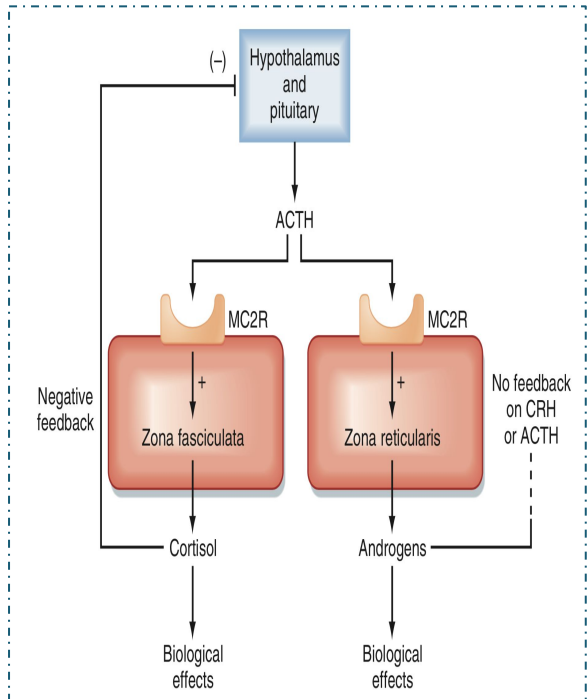 (–)
Hypothalamus
and
pituitary
ACTH
MC2R
MC2R
Negative
feedback
+
Zona fasciculata
+
Zona reticularis
No feedback
on CRH
or ACTH
Cortisol
Androgens
Biological
effects
Biological
effects